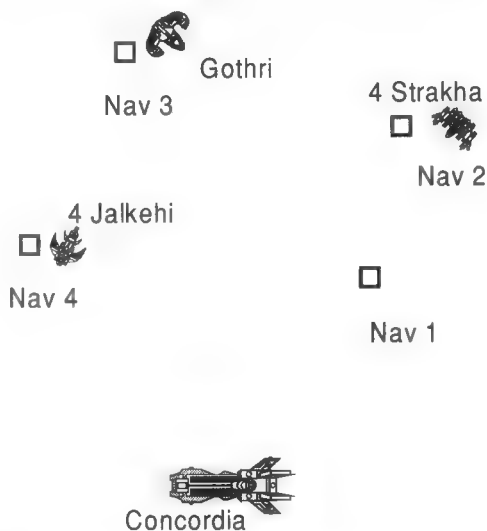 Gothri
Nav 3
4 Strakha
Nav 2
4 Jalkehi
Nav 4
Nav 1
Concordia